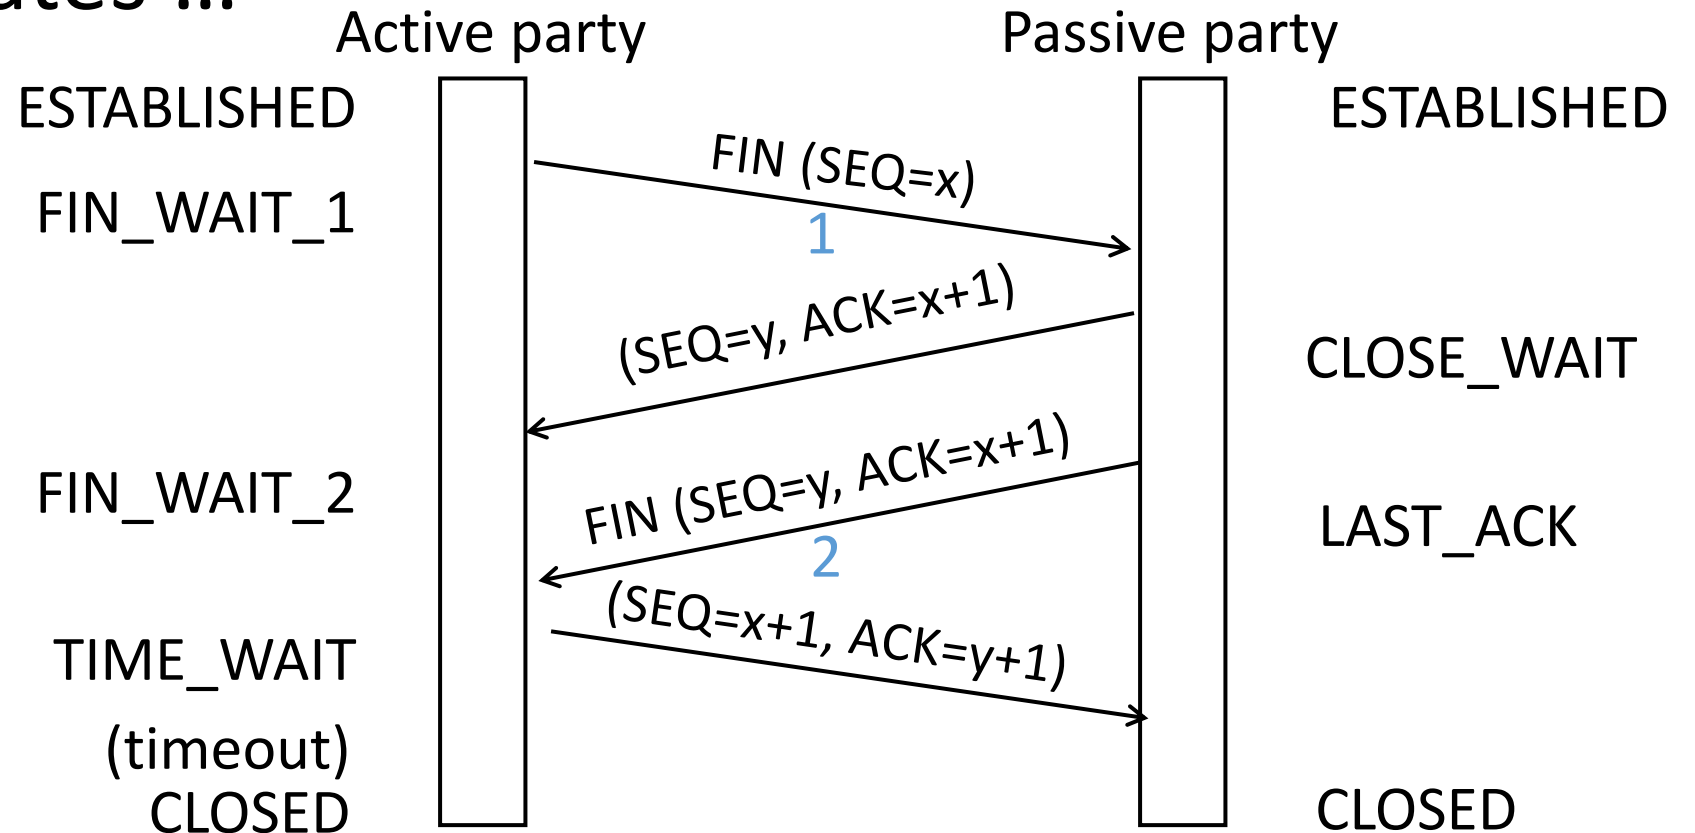 Active party
Passive party
ESTABLISHED
ESTABLISHED
FIN (SEQ=x)
1
FIN_WAIT_1
(SEQ=y, ACK=x+1)
CLOSE_WAIT
FIN (SEQ=y, ACK=x+1)
2
FIN_WAIT_2
LAST_ACK
(SEQ=x+1, ACK=y+1)
TIME_WAIT
(timeout)
CLOSED
CLOSED